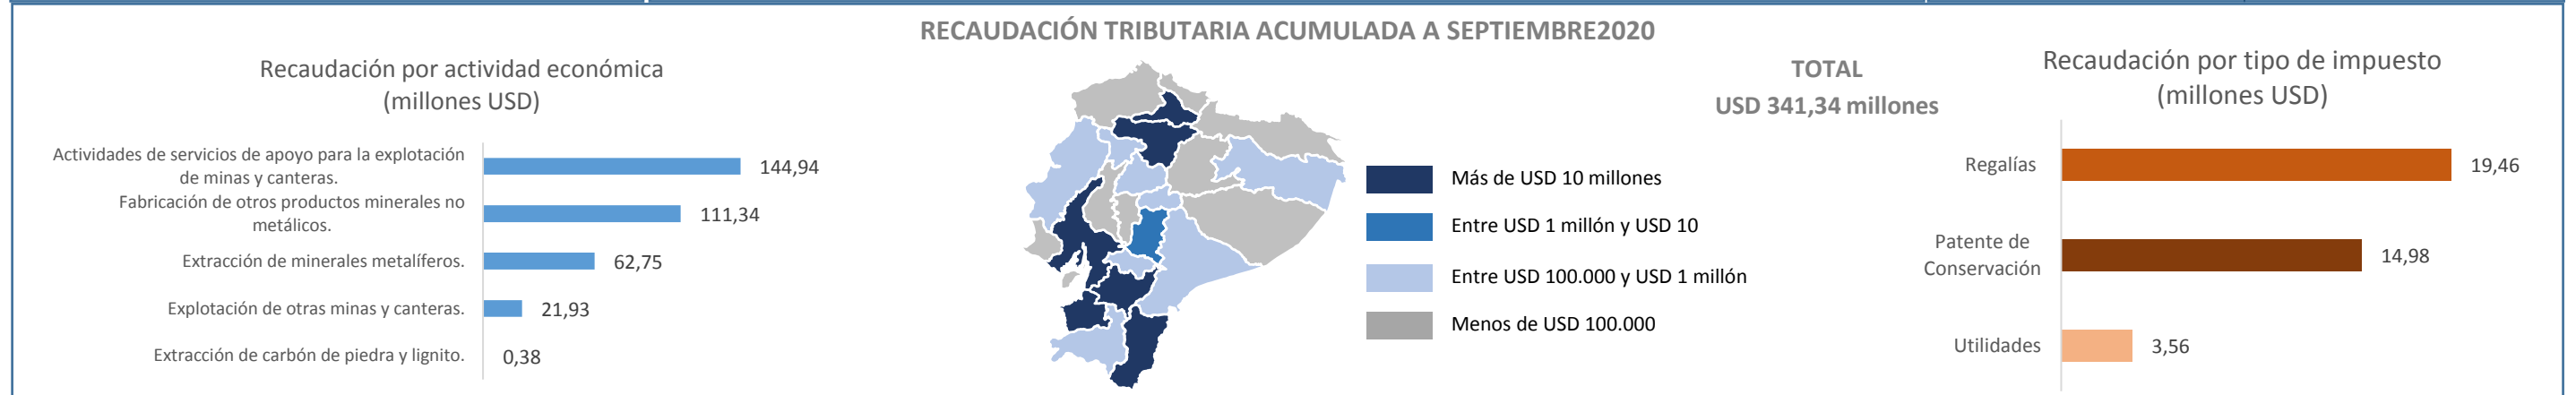 RECAUDACIÓN TRIBUTARIA ACUMULADA A SEPTIEMBRE2020
Recaudación por actividad económica
(millones USD)
Actividades de servicios de apoyo para la explotación
de minas y canteras.
144,94
Fabricación de otros productos minerales no
metálicos.
111,34
Extracción de minerales metalíferos.
62,75
Explotación de otras minas y canteras.
21,93
Extracción de carbón de piedra y lignito.
0,38
Más de USD 10 millones
Entre USD 1 millón y USD 10
Entre USD 100.000 y USD 1 millón
Menos de USD 100.000
TOTAL
USD 341,34 millones
Recaudación por tipo de impuesto
(millones USD)
Regalías
19,46
Patente de
Conservación
14,98
Utilidades
3,56